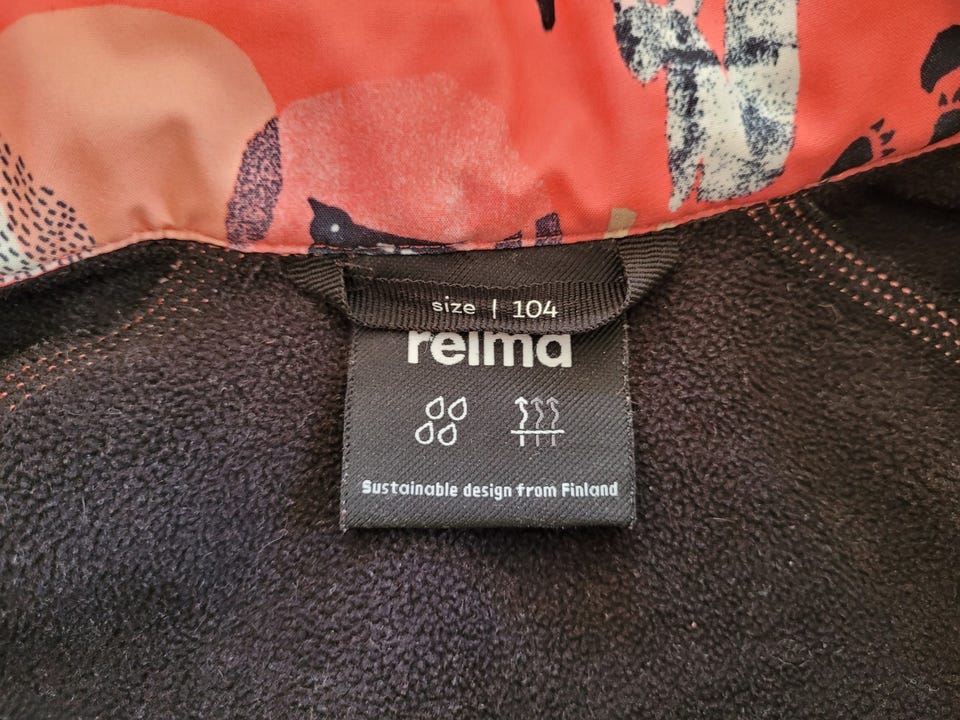 size | 104
reima
Sustainable design from Finland